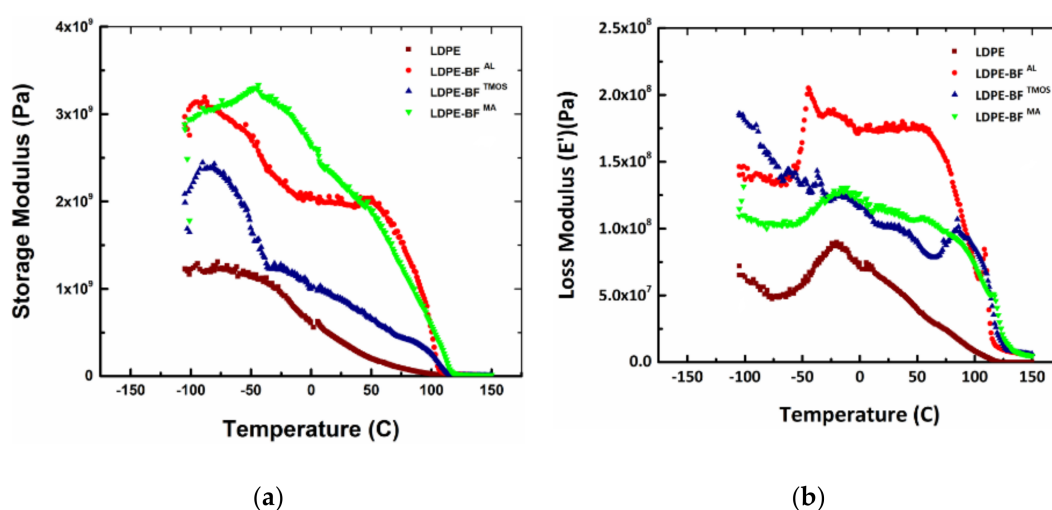 4x10⁹
3x10⁹
2x10⁹
1x10⁹
0
-150 -100 -50 0 50 100 150
Storage Modulus (Pa)
Temperature (C)
LDPE
LDPE-BF AL
LDPE-BF TMOS
LDPE-BF MA
(a)
2.5x10⁸
2.0x10⁸
1.5x10⁸
1.0x10⁸
5.0x10⁷
0.0
-150 -100 -50 0 50 100 150
Loss Modulus (E')(Pa)
Temperature (C)
LDPE
LDPE-BF AL
LDPE-BF TMOS
LDPE-BF MA
(b)